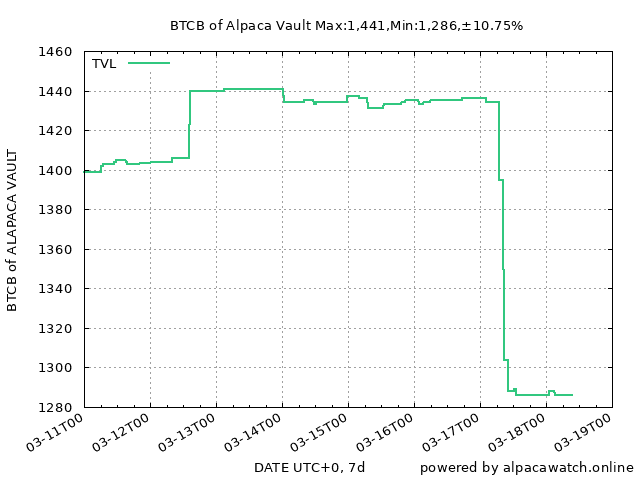 BTCB of Alpaca Vault Max:1,441,Min:1,286,±10.75%
TVL
BTCB of ALAPACA VAULT
1460
1440
1420
1400
1380
1360
1340
1320
1300
1280
03-11T00
03-12T00
03-13T00
03-14T00
03-15T00
03-16T00
03-17T00
03-18T00
03-19T00
DATE UTC+0, 7d
powered by alpacawatch.online